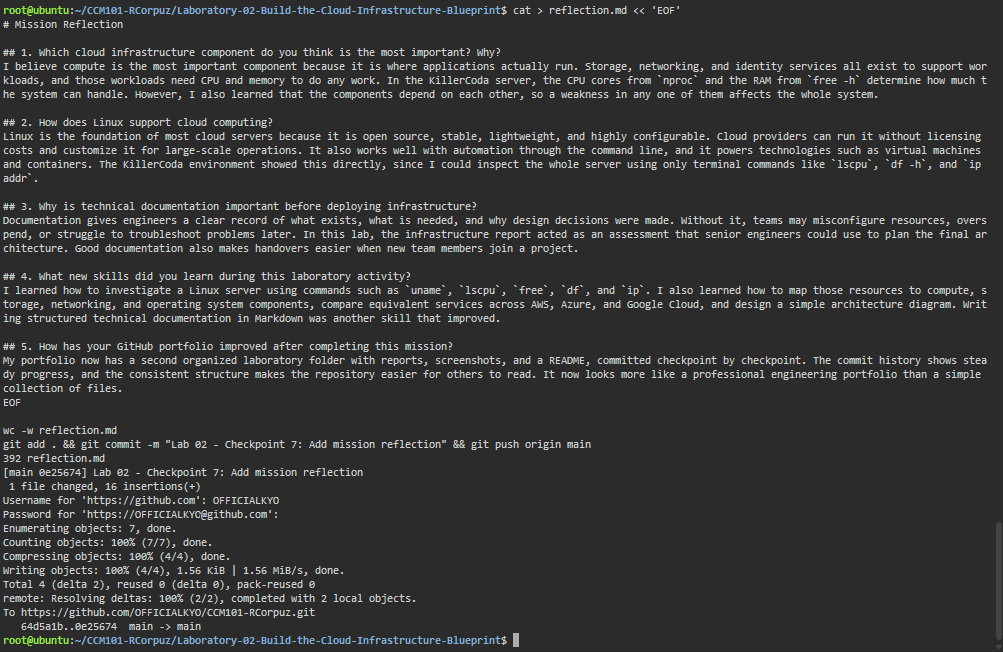 root@ubuntu:~/CCM101-RCorpuz/Laboratory-02-Build-the-Cloud-Infrastructure-Blueprint$ cat > reflection.md << 'EOF'
# Mission Reflection
## 1. Which cloud infrastructure component do you think is the most important? Why?
I believe compute is the most important component because it is where applications actually run. Storage, networking, and identity services all exist to support wor
kloads, and those workloads need CPU and memory to do any work. In the KillerCoda server, the CPU cores from `nproc` and the RAM from `free -h` determine how much t
he system can handle. However, I also learned that the components depend on each other, so a weakness in any one of them affects the whole system.
## 2. How does Linux support cloud computing?
Linux is the foundation of most cloud servers because it is open source, stable, lightweight, and highly configurable. Cloud providers can run it without licensing
costs and customize it for large-scale operations. It also works well with automation through the command line, and it powers technologies such as virtual machines
and containers. The KillerCoda environment showed this directly, since I could inspect the whole server using only terminal commands like `lscpu`, `df -h`, and `ip
addr`.
## 3. Why is technical documentation important before deploying infrastructure?
Documentation gives engineers a clear record of what exists, what is needed, and why design decisions were made. Without it, teams may misconfigure resources, overs
pend, or struggle to troubleshoot problems later. In this lab, the infrastructure report acted as an assessment that senior engineers could use to plan the final ar
chitecture. Good documentation also makes handovers easier when new team members join a project.
## 4. What new skills did you learn during this laboratory activity?
I learned how to investigate a Linux server using commands such as `uname`, `lscpu`, `free`, `df`, and `ip`. I also learned how to map those resources to compute, s
torage, networking, and operating system components, compare equivalent services across AWS, Azure, and Google Cloud, and design a simple architecture diagram. Writ
ing structured technical documentation in Markdown was another skill that improved.
## 5. How has your GitHub portfolio improved after completing this mission?
My portfolio now has a second organized laboratory folder with reports, screenshots, and a README, committed checkpoint by checkpoint. The commit history shows stea
dy progress, and the consistent structure makes the repository easier for others to read. It now looks more like a professional engineering portfolio than a simple
collection of files.
EOF
wc -w reflection.md
git add . && git commit -m "Lab 02 - Checkpoint 7: Add mission reflection" && git push origin main
392 reflection.md
[main 0e25674] Lab 02 - Checkpoint 7: Add mission reflection
1 file changed, 16 insertions(+)
Username for 'https://github.com': OFFICIALKYO
Password for 'https://OFFICIALKYO@github.com':
Enumerating objects: 7, done.
Counting objects: 100% (7/7), done.
Compressing objects: 100% (4/4), done.
Writing objects: 100% (4/4), 1.56 KiB | 1.56 MiB/s, done.
Total 4 (delta 2), reused 0 (delta 0), pack-reused 0
remote: Resolving deltas: 100% (2/2), completed with 2 local objects.
To https://github.com/OFFICIALKYO/CCM101-RCorpuz.git
64d5a1b..0e25674 main -> main
root@ubuntu:~/CCM101-RCorpuz/Laboratory-02-Build-the-Cloud-Infrastructure-Blueprint$